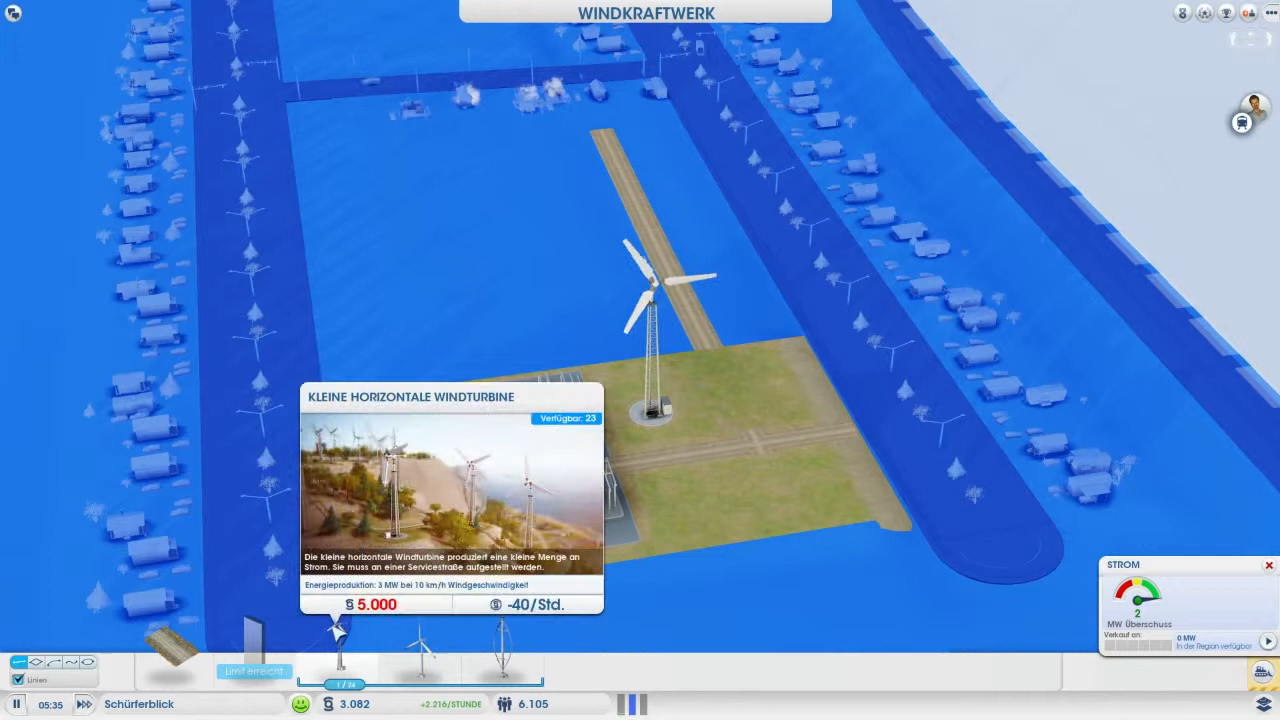 WINDKRAFTWERK
KLEINE HORIZONTALE WINDTURBINE
Verfügbar: 23
Die kleine horizontale Windturbine produziert eine kleine Menge an
Strom. Sie muss an einer Servicestraße aufgestellt werden.
Energieproduktion: 3 MW bei 10 km/h Windgeschwindigkeit
5.000
-40/Std.
STROM
2
MW Überschuss
Verkauf an:
0 MW
In der Region verfügbar
Limit erreicht
Linien
1 / 24
05:35
Schürferblick
3.082
+2.216/STUNDE
6.105